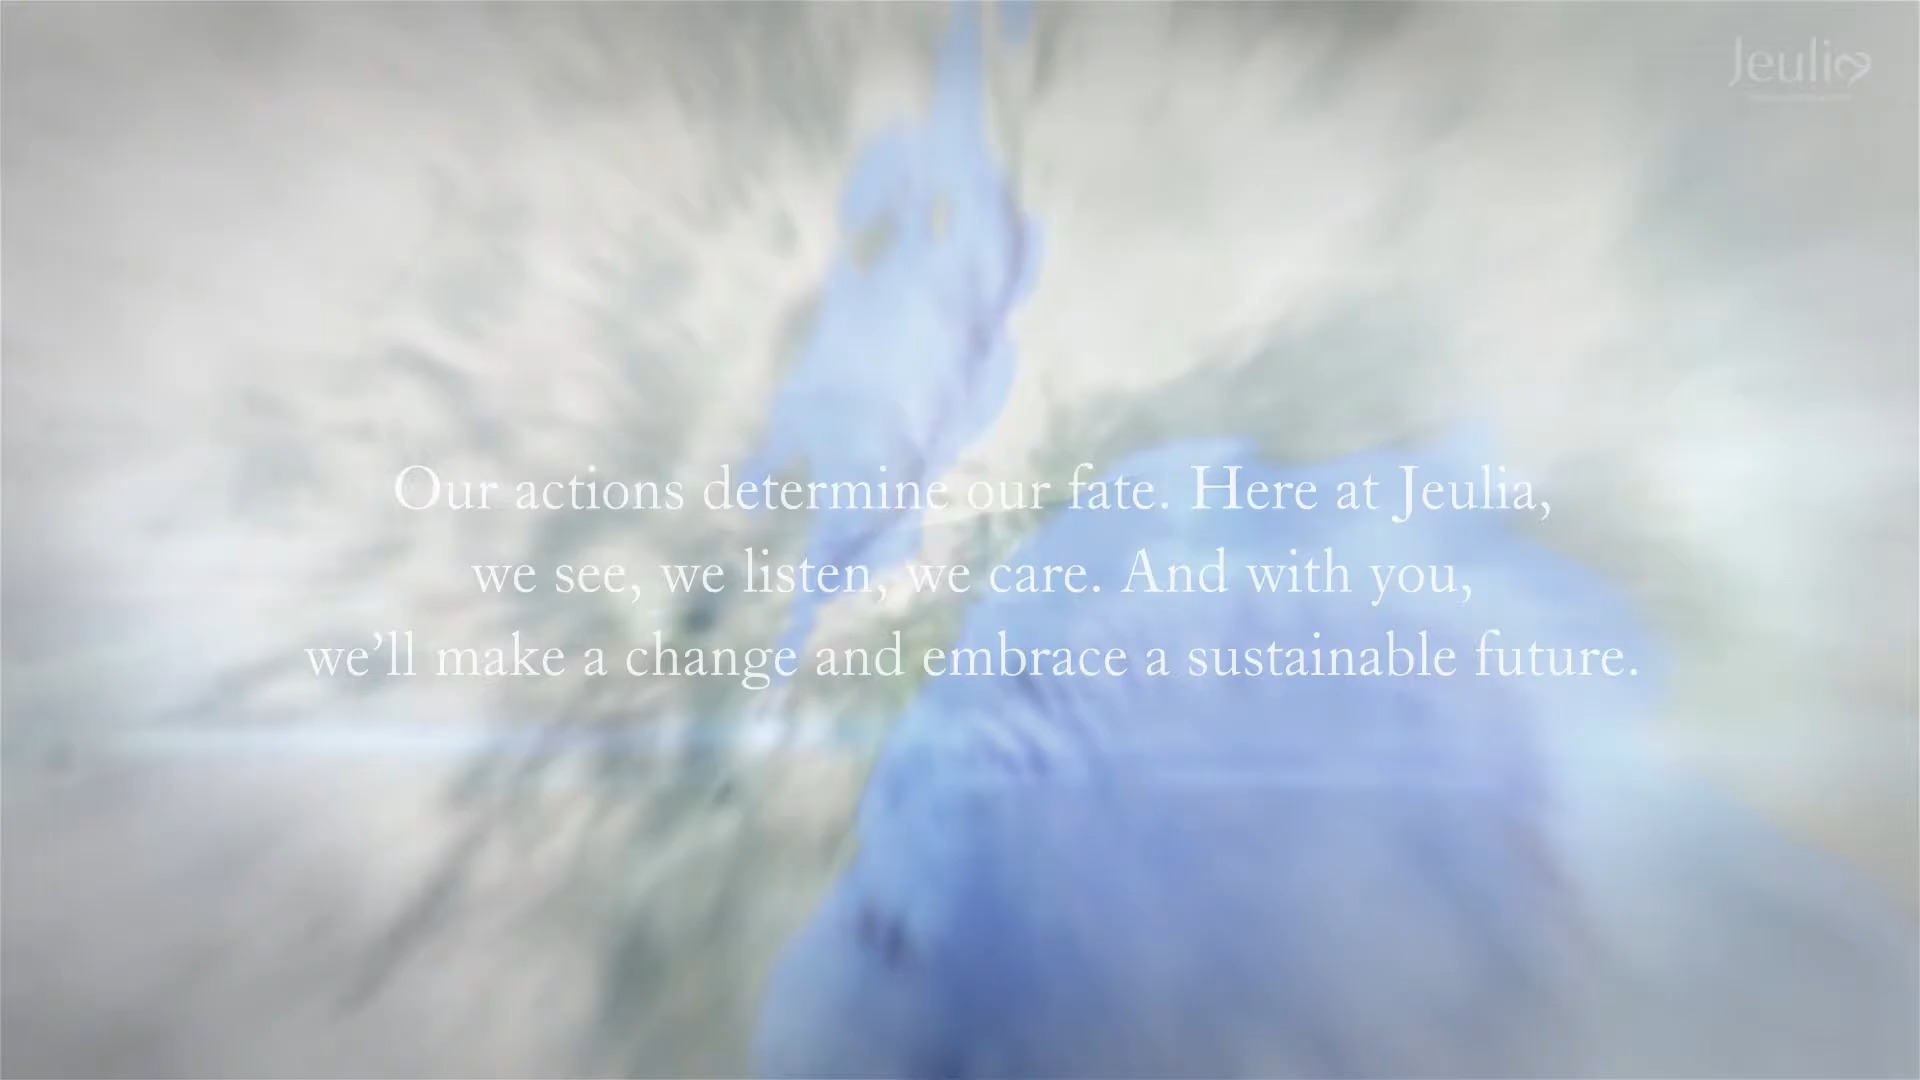 Jeulia
Our actions determine our fate. Here at Jeulia,
we see, we listen, we care. And with you,
we’ll make a change and embrace a sustainable future.